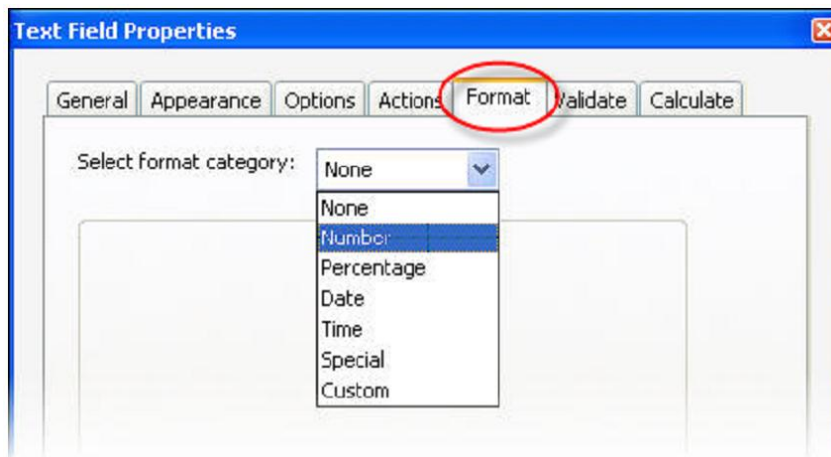 Text Field Properties
General Appearance Options Actions Format Validate Calculate
Select format category: None
None
Number
Percentage
Date
Time
Special
Custom